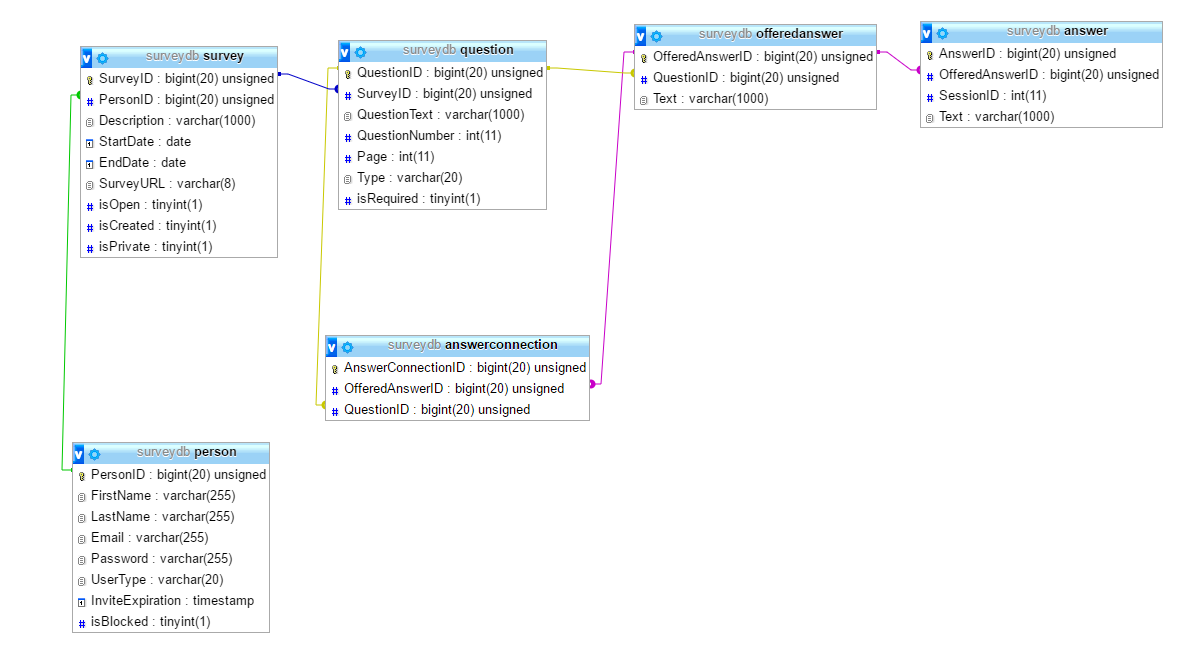 surveydb survey
SurveyID : bigint(20) unsigned
PersonID : bigint(20) unsigned
Description : varchar(1000)
StartDate : date
EndDate : date
SurveyURL : varchar(8)
isOpen : tinyint(1)
isCreated : tinyint(1)
isPrivate : tinyint(1)
surveydb question
QuestionID : bigint(20) unsigned
SurveyID : bigint(20) unsigned
QuestionText : varchar(1000)
QuestionNumber : int(11)
Page : int(11)
Type : varchar(20)
isRequired : tinyint(1)
surveydb offeredanswer
OfferedAnswerID : bigint(20) unsigned
QuestionID : bigint(20) unsigned
Text : varchar(1000)
surveydb answer
AnswerID : bigint(20) unsigned
OfferedAnswerID : bigint(20) unsigned
SessionID : int(11)
Text : varchar(1000)
surveydb answerconnection
AnswerConnectionID : bigint(20) unsigned
OfferedAnswerID : bigint(20) unsigned
QuestionID : bigint(20) unsigned
surveydb person
PersonID : bigint(20) unsigned
FirstName : varchar(255)
LastName : varchar(255)
Email : varchar(255)
Password : varchar(255)
UserType : varchar(20)
InviteExpiration : timestamp
isBlocked : tinyint(1)